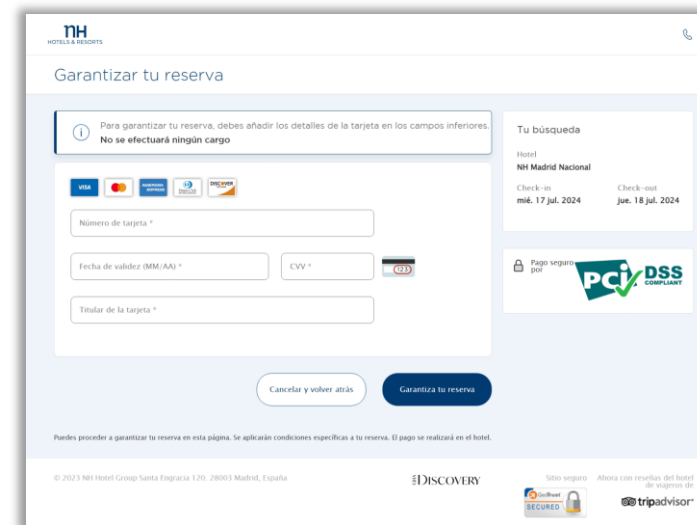 nH
HOTELS & RESORTS
Garantizar tu reserva
Para garantizar tu reserva, debes añadir los detalles de la tarjeta en los campos inferiores.
No se efectuará ningún cargo
VISA
AMERICAN EXPRESS
Diners Club
DISCOVER
Número de tarjeta *
Fecha de validez (MM/AA) *
CVV *
123
Titular de la tarjeta *
Cancelar y volver atrás
Garantiza tu reserva
Puedes proceder a garantizar tu reserva en esta página. Se aplicarán condiciones específicas a tu reserva. El pago se realizará en el hotel.
Tu búsqueda
Hotel
NH Madrid Nacional
Check-in
Check-out
mié. 17 jul. 2024
jue. 18 jul. 2024
Pago seguro
por
PCI DSS
COMPLIANT
© 2023 NH Hotel Group Santa Engracia 120. 28003 Madrid, España
DISCOVERY
Sitio seguro
GeoTrust
SECURED
Ahora con reseñas del hotel
de viajeros de
tripadvisor